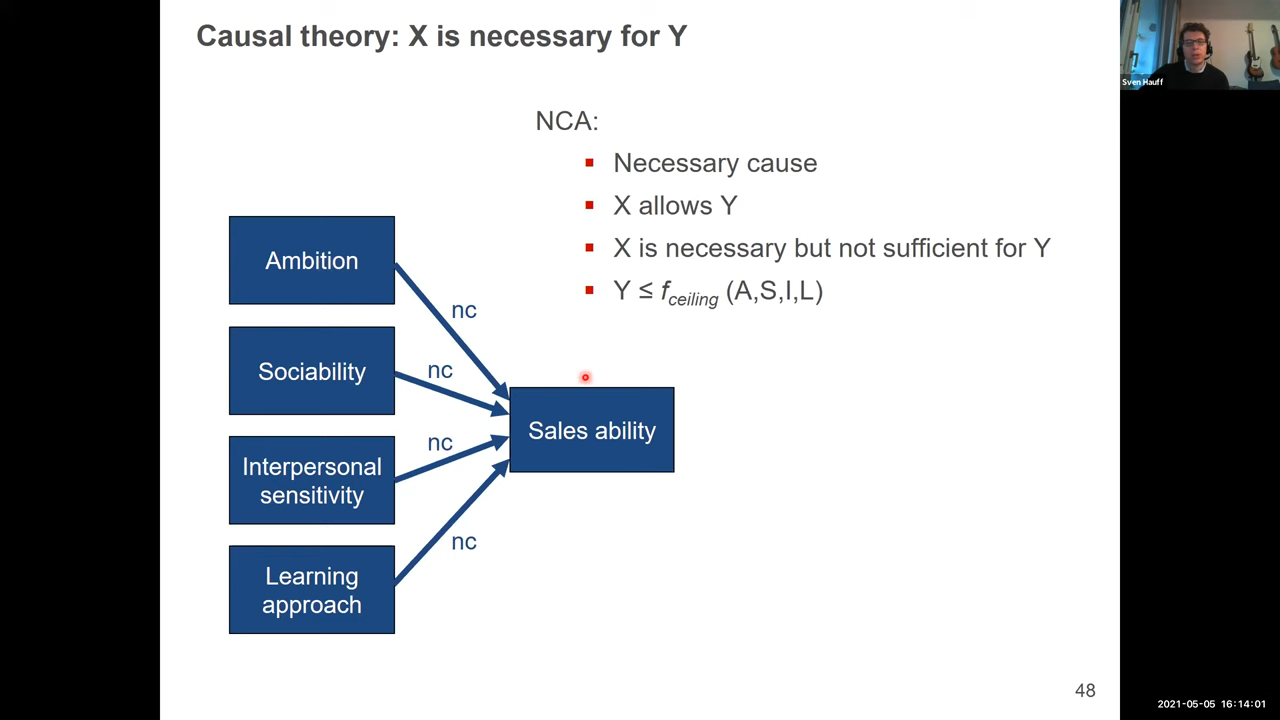 Causal theory: X is necessary for Y
Sven Hauff
NCA:
Necessary cause
X allows Y
X is necessary but not sufficient for Y
Y ≤ fceiling (A,S,I,L)
Ambition
nc
Sociability
nc
Sales ability
Interpersonal
sensitivity
nc
Learning
approach
nc
48
2021-05-05 16:14:01